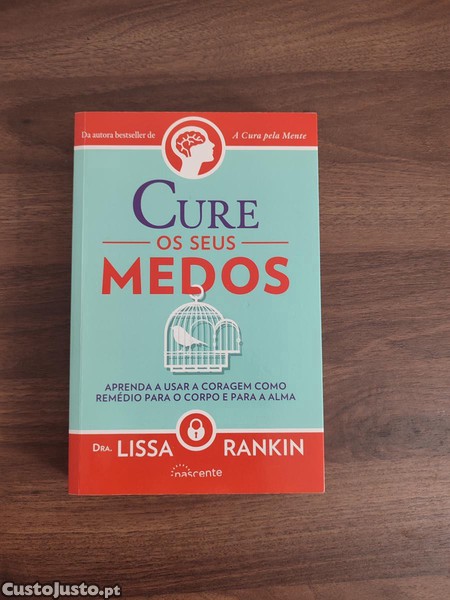 Da autora bestseller de A Cura pela Mente
CURE
OS SEUS
MEDOS
APRENDA A USAR A CORAGEM COMO
REMÉDIO PARA O CORPO E PARA A ALMA
DRA. LISSA RANKIN
nascente
CustoJusto.pt